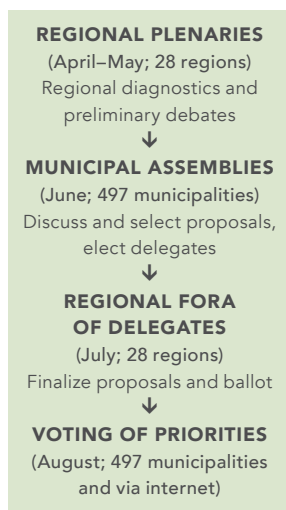 REGIONAL PLENARIES
(April–May; 28 regions)
Regional diagnostics and
preliminary debates
↓
MUNICIPAL ASSEMBLIES
(June; 497 municipalities)
Discuss and select proposals,
elect delegates
↓
REGIONAL FORA
OF DELEGATES
(July; 28 regions)
Finalize proposals and ballot
↓
VOTING OF PRIORITIES
(August; 497 municipalities
and via internet)